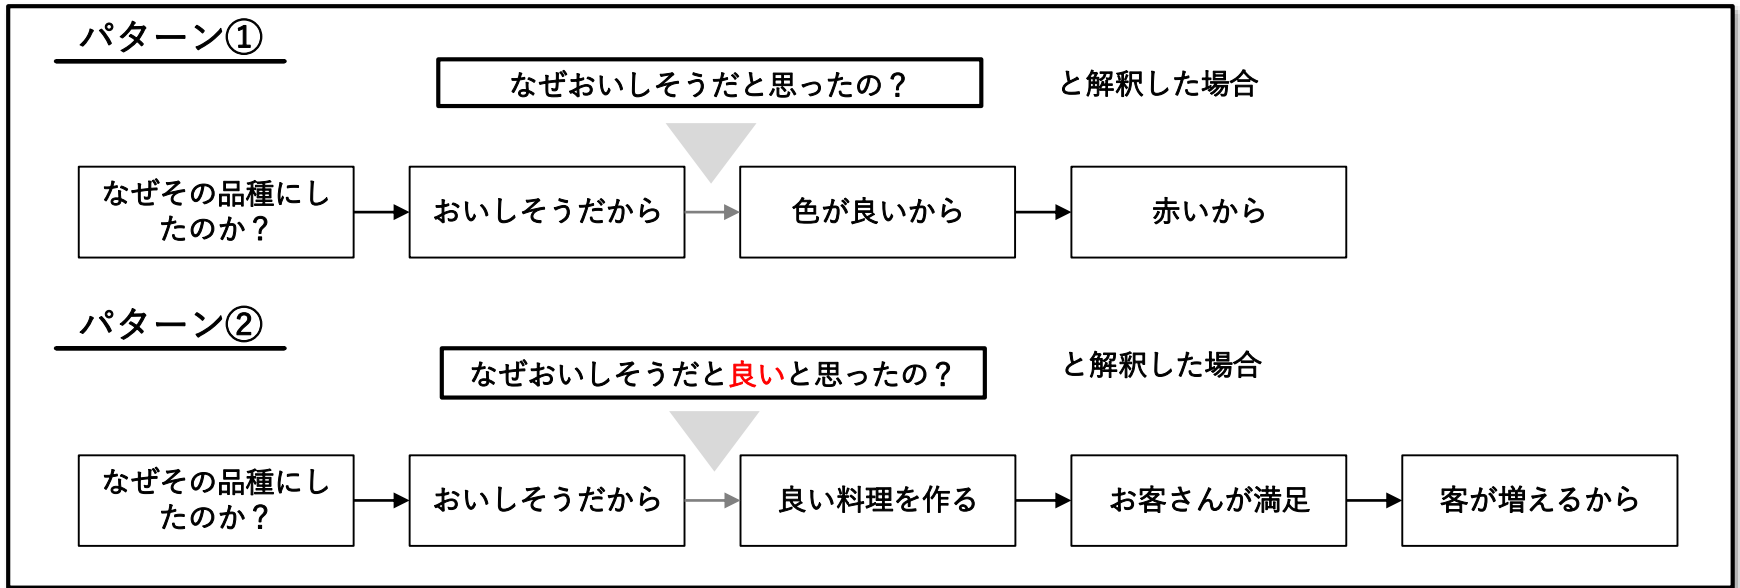 パターン①
なぜおいしそうだと思ったの？
と解釈した場合
なぜその品種にし
たのか？
おいしそうだから
色が良いから
赤いから
パターン②
なぜおいしそうだと良いと思ったの？
と解釈した場合
なぜその品種にし
たのか？
おいしそうだから
良い料理を作る
お客さんが満足
客が増えるから